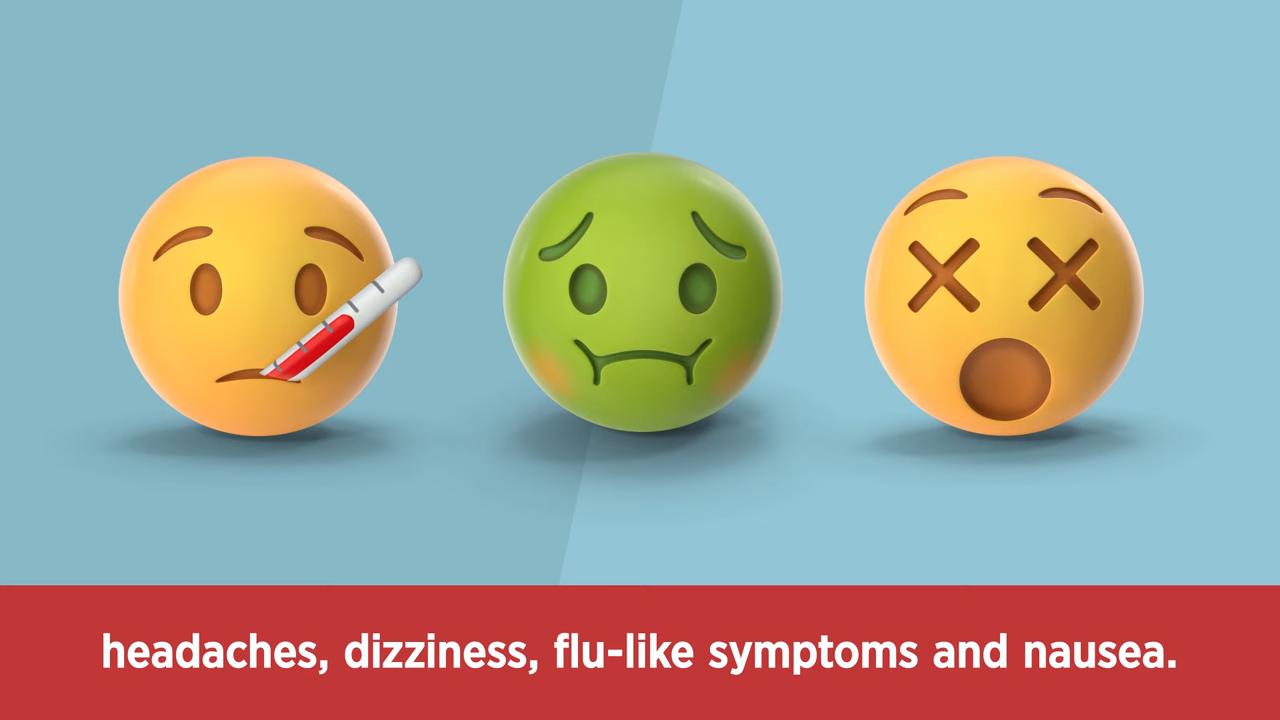 headaches, dizziness, flu-like symptoms and nausea.